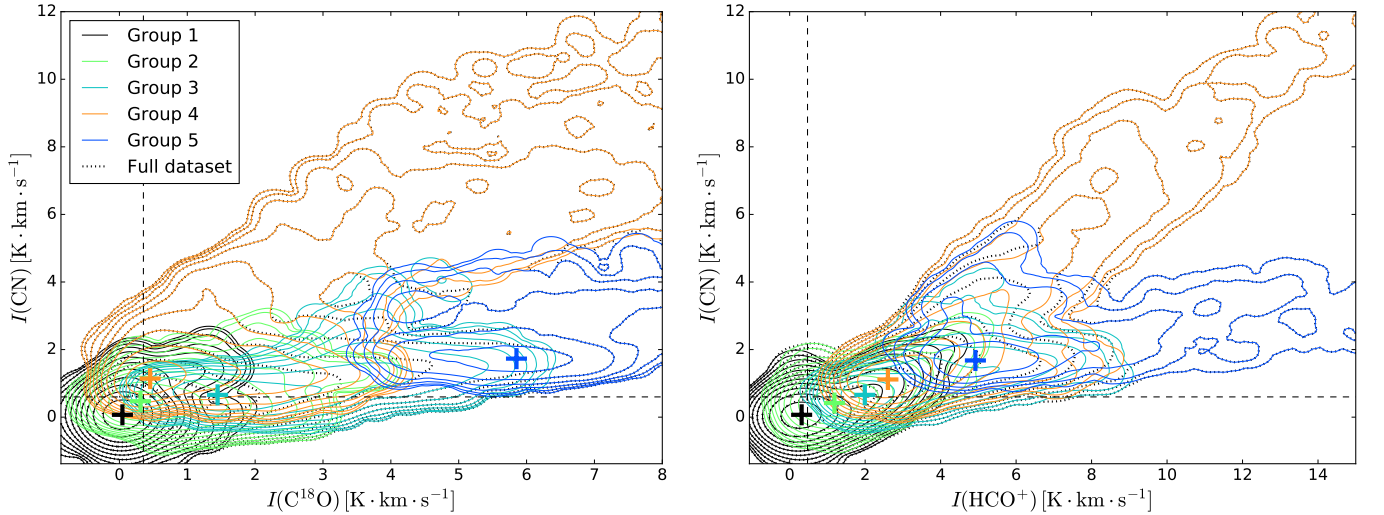 12
10
8
6
4
2
0
I(CN) [K · km · s⁻¹]
Group 1
Group 2
Group 3
Group 4
Group 5
Full dataset
0 1 2 3 4 5 6 7 8
I(C¹⁸O) [K · km · s⁻¹]
12
10
8
6
4
2
0
I(CN) [K · km · s⁻¹]
0 2 4 6 8 10 12 14
I(HCO⁺) [K · km · s⁻¹]